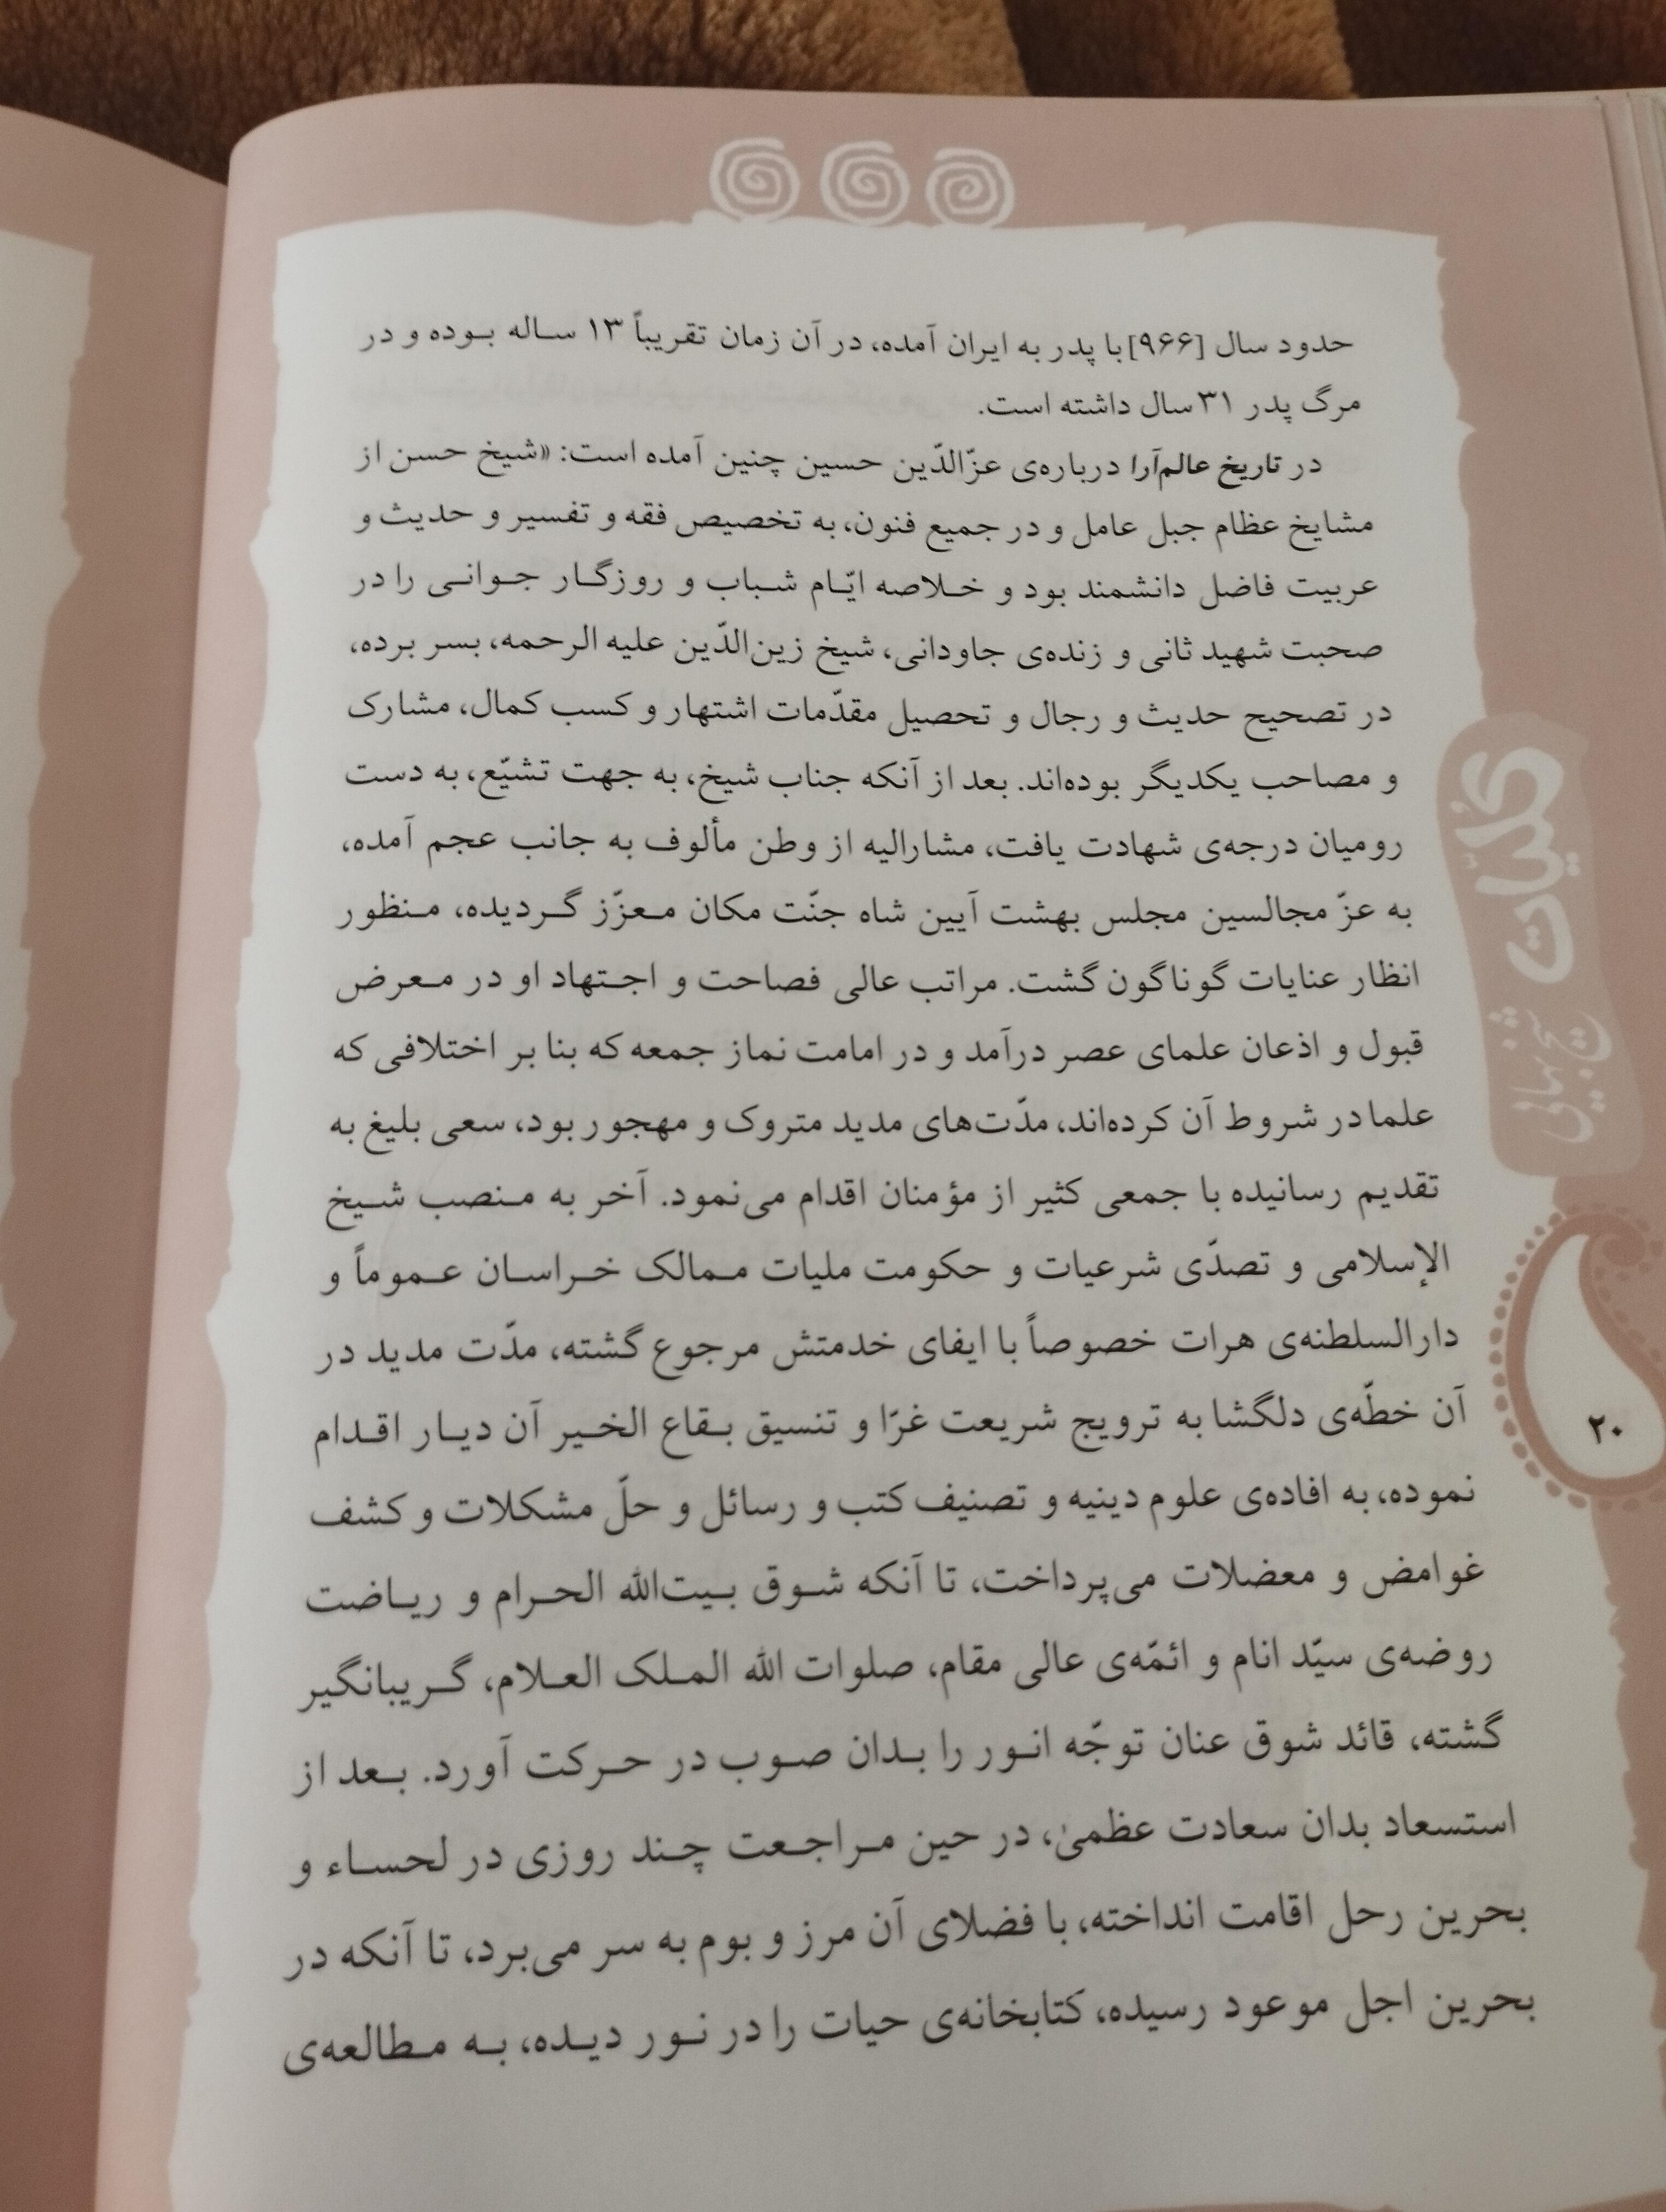 حدود سال [۹۶۶] با پدر به ایران آمده، در آن زمان تقریباً ۱۳ ساله بوده و در
مرگ پدر ۳۱ سال داشته است.
در تاریخ عالم‌آرا درباره‌ی عزّالدّین حسین چنین آمده است: «شیخ حسن از
مشایخ عظام جبل عامل و در جمیع فنون، به تخصیص فقه و تفسیر و حدیث و
عربیت فاضل دانشمند بود و خلاصه ایّام شباب و روزگار جوانی را در
صحبت شهید ثانی و زنده‌ی جاودانی، شیخ زین‌الدّین علیه الرحمه، بسر برده،
در تصحیح حدیث و رجال و تحصیل مقدّمات اشتهار و کسب کمال، مشارک
و مصاحب یکدیگر بوده‌اند. بعد از آنکه جناب شیخ، به جهت تشیّع، به دست
رومیان درجه‌ی شهادت یافت، مشارالیه از وطن مألوف به جانب عجم آمده،
به عزّ مجالسین مجلس بهشت آیین شاه جنّت مکان معزّز گردیده، منظور
انظار عنایات گوناگون گشت. مراتب عالی فصاحت و اجتهاد او در معرض
قبول و اذعان علمای عصر درآمد و در امامت نماز جمعه که بنا بر اختلافی که
علما در شروط آن کرده‌اند، مدّت‌های مدید متروک و مهجور بود، سعی بلیغ به
تقدیم رسانیده با جمعی کثیر از مؤمنان اقدام می‌نمود. آخر به منصب شیخ
الإسلامی و تصدّی شرعیات و حکومت ملیات ممالک خراسان عموماً و
دارالسلطنه‌ی هرات خصوصاً با ایفای خدمتش مرجوع گشته، مدّت مدید در
آن خطّه‌ی دلگشا به ترویج شریعت غرّا و تنسیق بقاع الخیر آن دیار اقدام
نموده، به افاده‌ی علوم دینیه و تصنیف کتب و رسائل و حلّ مشکلات و کشف
غوامض و معضلات می‌پرداخت، تا آنکه شوق بیت‌الله الحرام و ریاضت
روضه‌ی سیّد انام و ائمّه‌ی عالی مقام، صلوات الله الملک العلام، گریبانگیر
گشته، قائد شوق عنان توجّه انور را بدان صوب در حرکت آورد. بعد از
استسعاد بدان سعادت عظمیٰ، در حین مراجعت چند روزی در لحساء و
بحرین رحل اقامت انداخته، با فضلای آن مرز و بوم به سر می‌برد، تا آنکه در
بحرین اجل موعود رسیده، کتابخانه‌ی حیات را در نور دیده، به مطالعه‌ی
کلیات
شیخ بهائی
۲۰